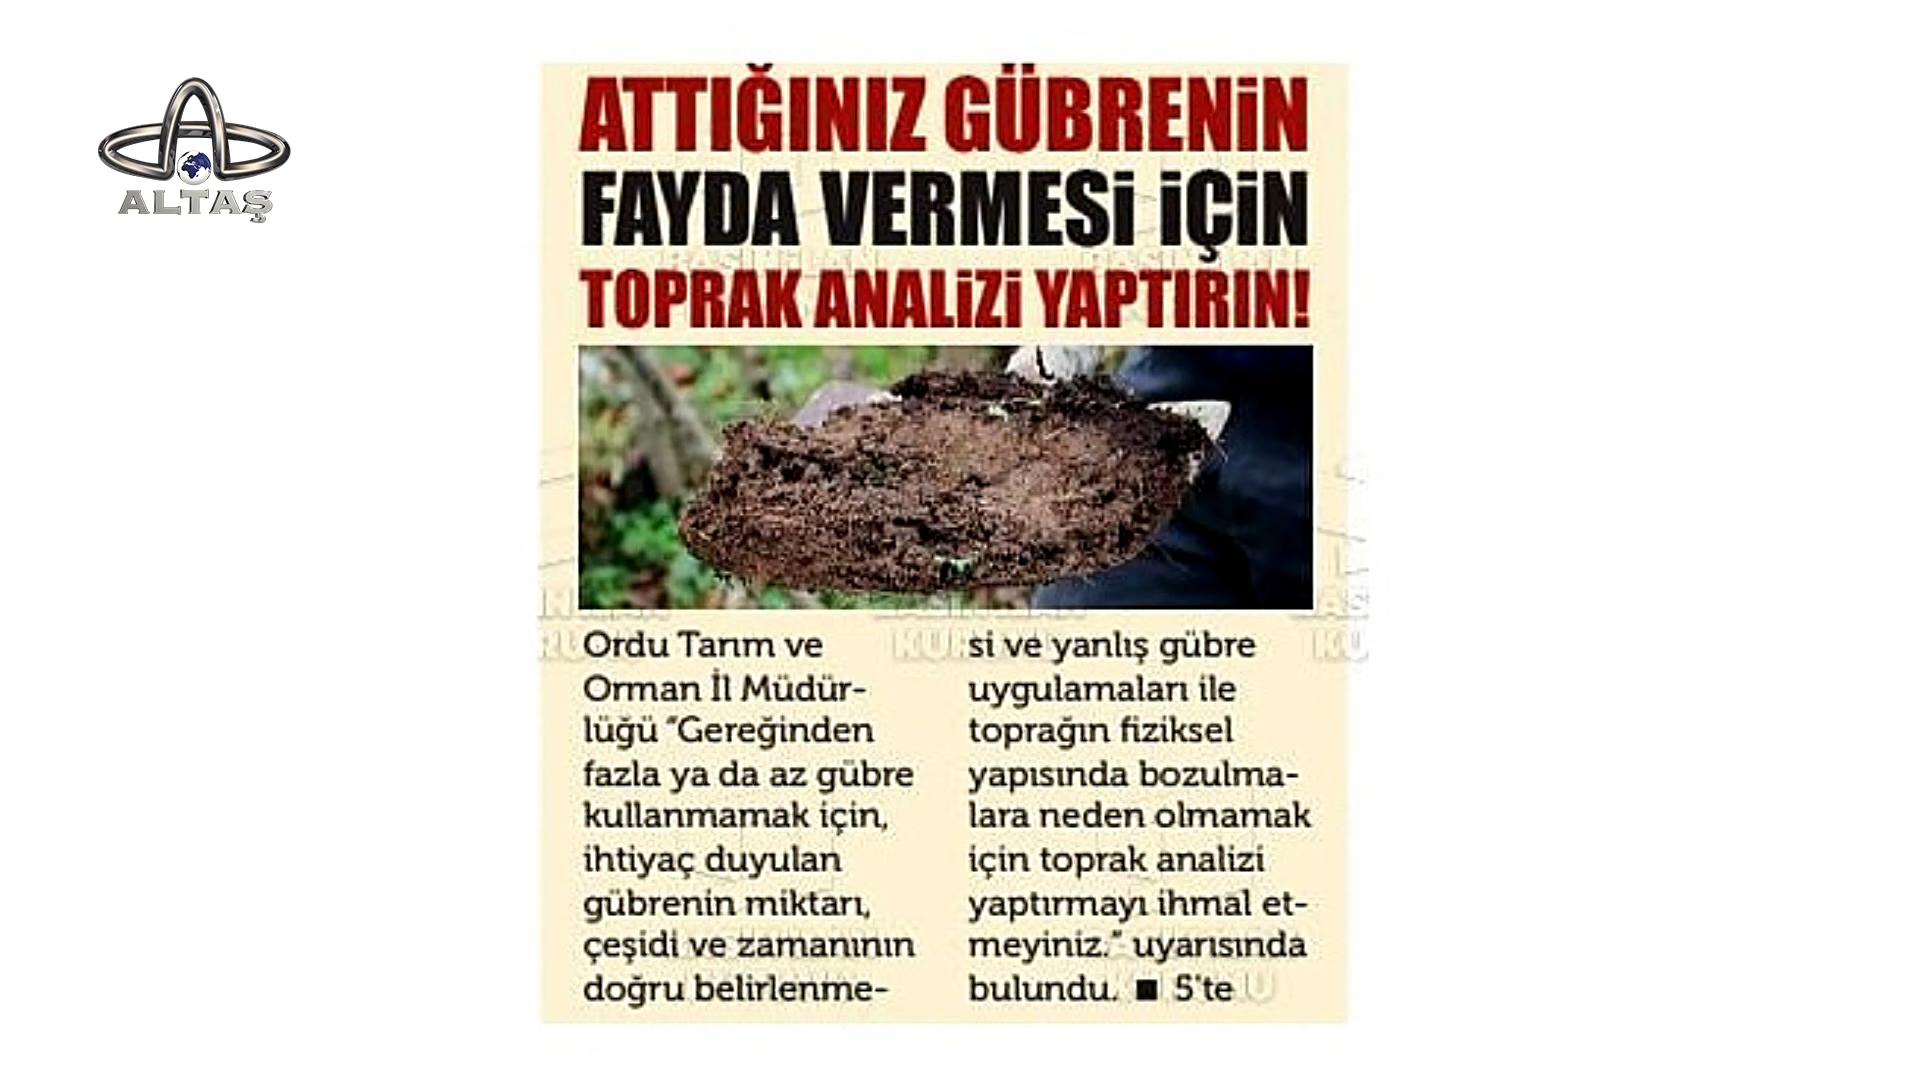 ALTAŞ
ATTIĞINIZ GÜBRENİN
FAYDA VERMESİ İÇİN
TOPRAK ANALİZİ YAPTIRIN!
Ordu Tarım ve
Orman İl Müdür-
lüğü “Gereğinden
fazla ya da az gübre
kullanmamak için,
ihtiyaç duyulan
gübrenin miktarı,
çeşidi ve zamanının
doğru belirlenme-
si ve yanlış gübre
uygulamaları ile
toprağın fiziksel
yapısında bozulma-
lara neden olmamak
için toprak analizi
yaptırmayı ihmal et-
meyiniz.” uyarısında
bulundu. ■ 5'te